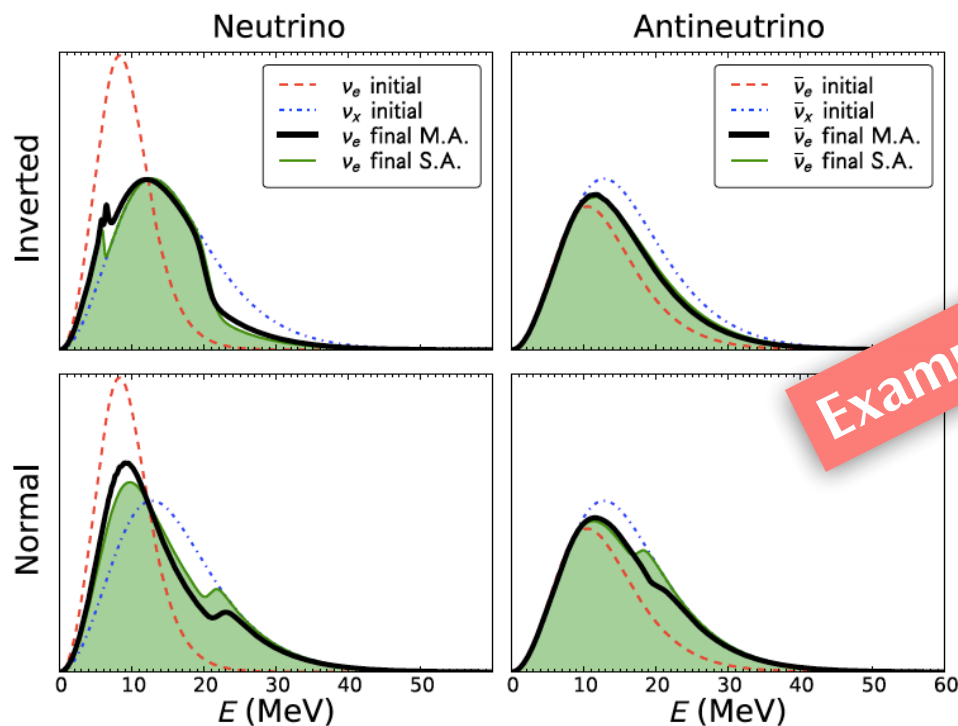 Neutrino
Antineutrino
Inverted
νe initial
νx initial
νe final M.A.
νe final S.A.
ν̄e initial
ν̄x initial
ν̄e final M.A.
ν̄e final S.A.
Normal
0 10 20 30 40 50
0 10 20 30 40 50 60
E (MeV)
E (MeV)